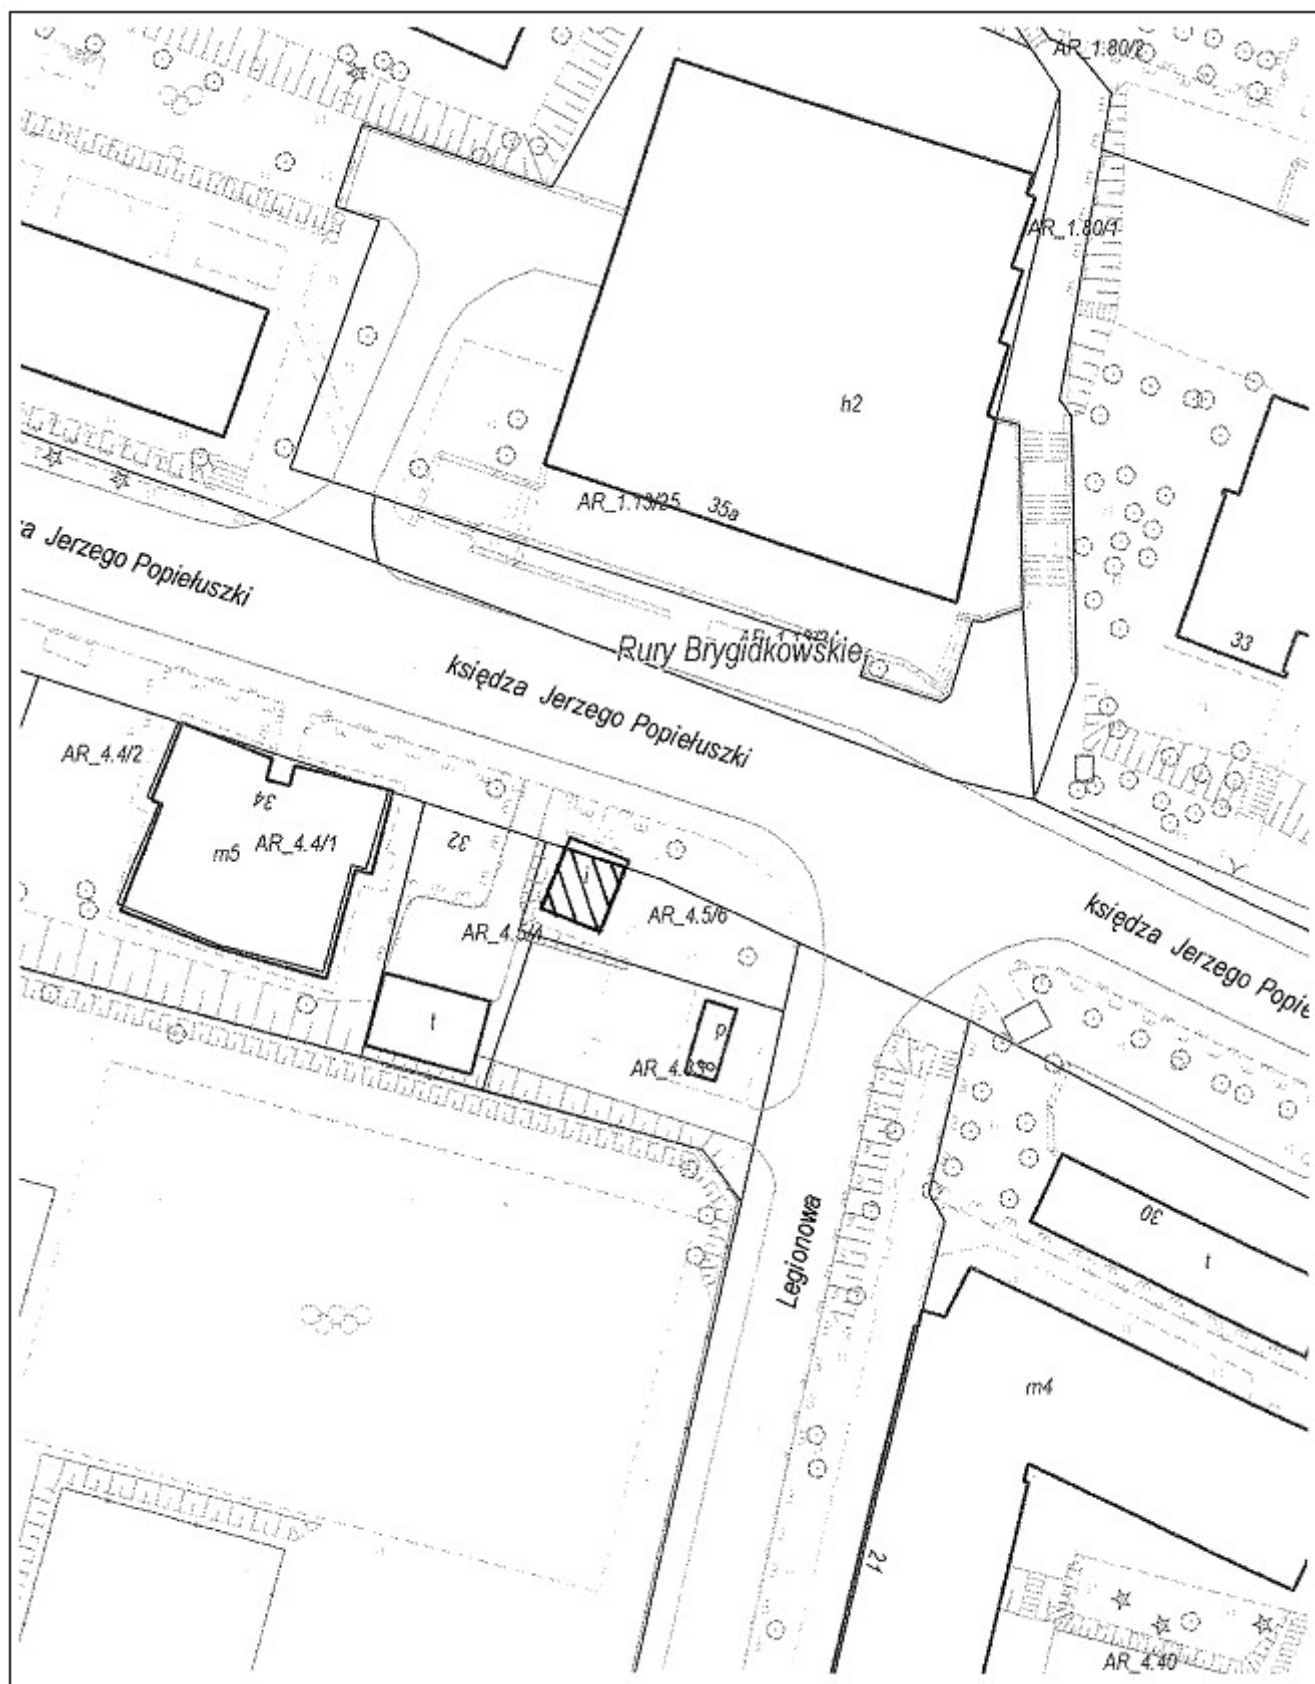 AR_1.80/2
AR_1.80/1
h2
AR_1.13/25
35a
za Jerzego Popiełuszki
Rury Brygidkowskie
33
księdza Jerzego Popiełuszki
AR_4.4/2
34
AR_4.4/1
m5
32
i
AR_4.5/6
AR_4.5/4
księdza Jerzego Popie
t
p
30
t
Legionowa
m4
21
AR_4.40